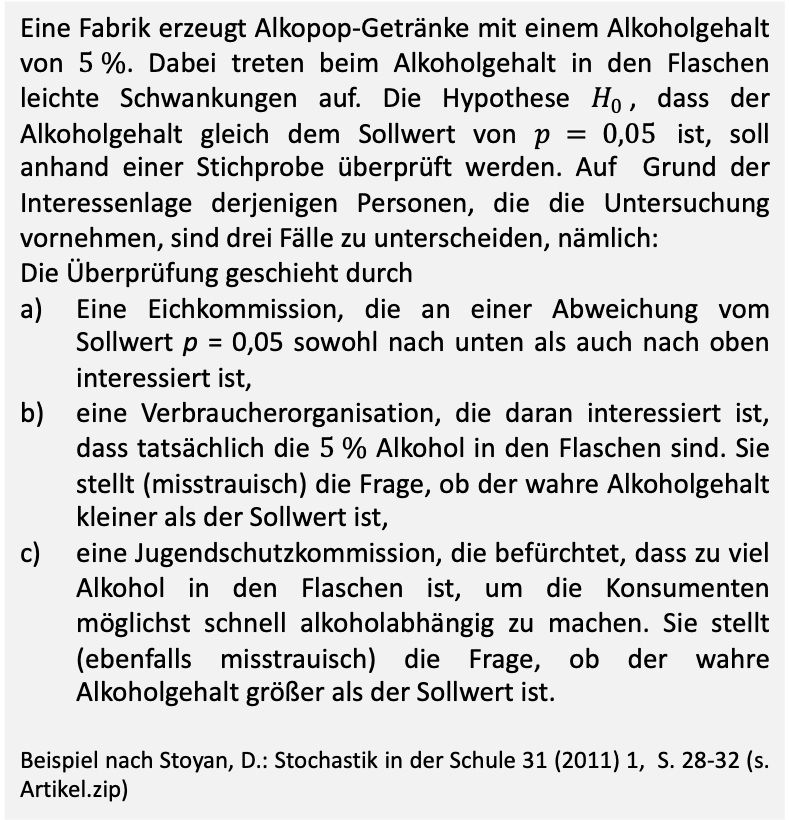 Eine Fabrik erzeugt Alkopop-Getränke mit einem Alkoholgehalt
von 5 %. Dabei treten beim Alkoholgehalt in den Flaschen
leichte Schwankungen auf. Die Hypothese H₀ , dass der
Alkoholgehalt gleich dem Sollwert von p = 0,05 ist, soll
anhand einer Stichprobe überprüft werden. Auf Grund der
Interessenlage derjenigen Personen, die die Untersuchung
vornehmen, sind drei Fälle zu unterscheiden, nämlich:
Die Überprüfung geschieht durch
a) Eine Eichkommission, die an einer Abweichung vom
Sollwert p = 0,05 sowohl nach unten als auch nach oben
interessiert ist,
b) eine Verbraucherorganisation, die daran interessiert ist,
dass tatsächlich die 5 % Alkohol in den Flaschen sind. Sie
stellt (misstrauisch) die Frage, ob der wahre Alkoholgehalt
kleiner als der Sollwert ist,
c) eine Jugendschutzkommission, die befürchtet, dass zu viel
Alkohol in den Flaschen ist, um die Konsumenten
möglichst schnell alkoholabhängig zu machen. Sie stellt
(ebenfalls misstrauisch) die Frage, ob der wahre
Alkoholgehalt größer als der Sollwert ist.
Beispiel nach Stoyan, D.: Stochastik in der Schule 31 (2011) 1, S. 28-32 (s.
Artikel.zip)